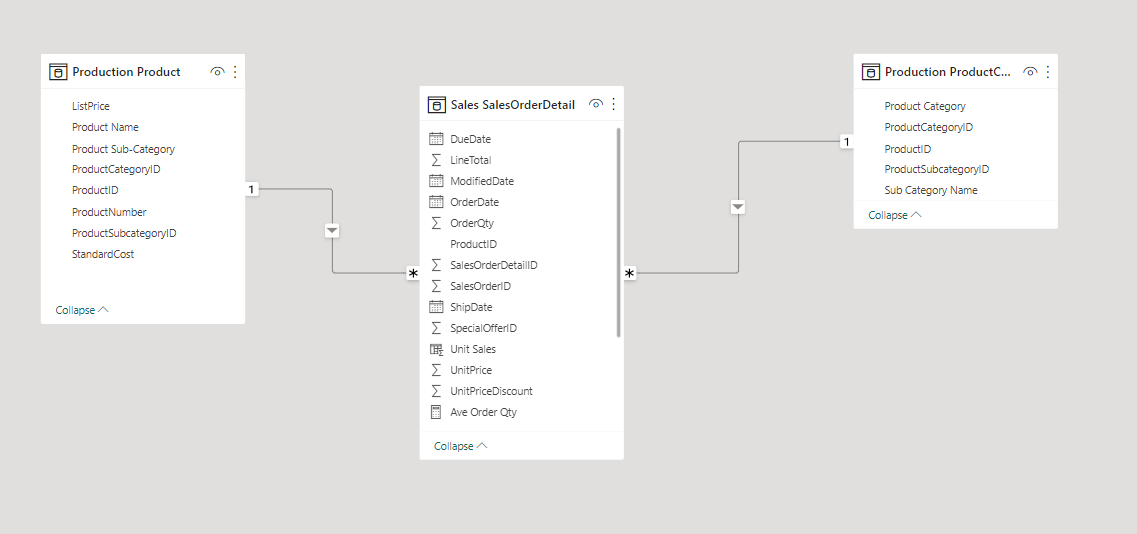 Production Product
ListPrice
Product Name
Product Sub-Category
ProductCategoryID
ProductID
ProductNumber
ProductSubcategoryID
StandardCost
Collapse
1
*
Sales SalesOrderDetail
DueDate
LineTotal
ModifiedDate
OrderDate
OrderQty
ProductID
SalesOrderDetailID
SalesOrderID
ShipDate
SpecialOfferID
Unit Sales
UnitPrice
UnitPriceDiscount
Ave Order Qty
Collapse
*
1
Production ProductC...
Product Category
ProductCategoryID
ProductID
ProductSubcategoryID
Sub Category Name
Collapse